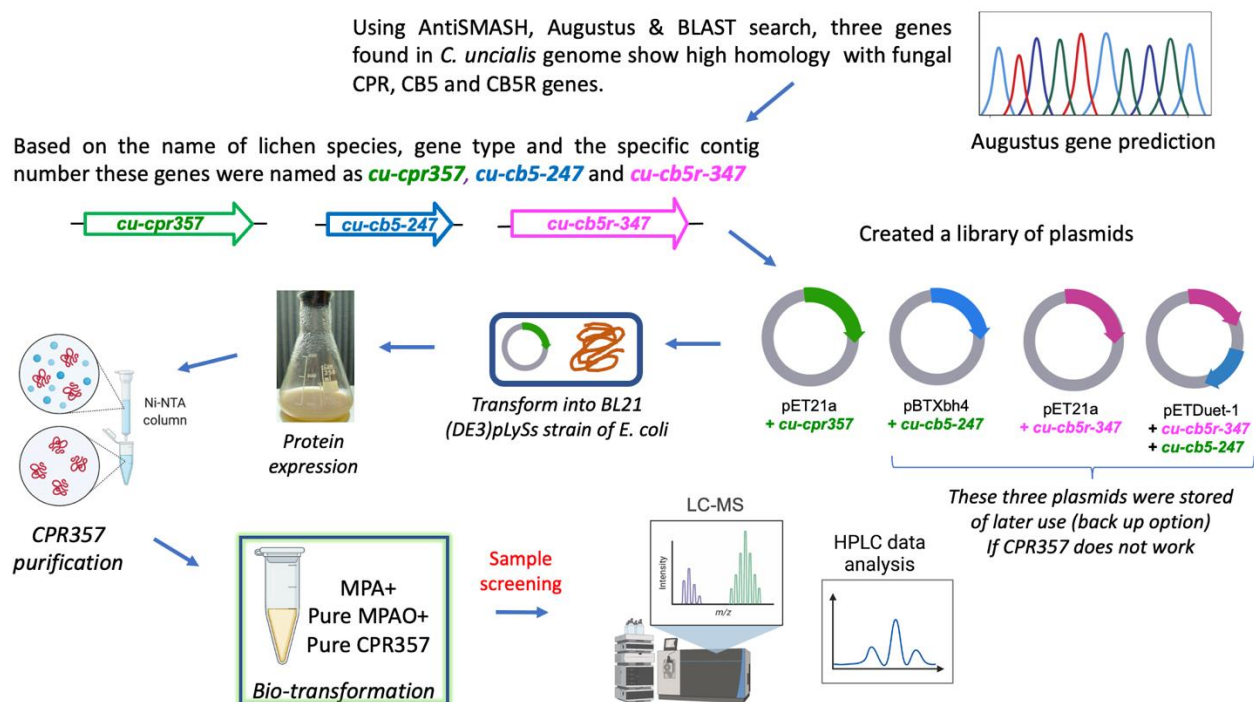 Using AntiSMASH, Augustus & BLAST search, three genes
found in C. uncialis genome show high homology with fungal
CPR, CB5 and CB5R genes.
Augustus gene prediction
Based on the name of lichen species, gene type and the specific contig
number these genes were named as cu-cpr357, cu-cb5-247 and cu-cb5r-347
cu-cpr357
cu-cb5-247
cu-cb5r-347
Created a library of plasmids
pET21a
+ cu-cpr357
pBTXbh4
+ cu-cb5-247
pET21a
+ cu-cb5r-347
pETDuet-1
+ cu-cb5r-347
+ cu-cb5-247
These three plasmids were stored
of later use (back up option)
If CPR357 does not work
Transform into BL21
(DE3)pLySs strain of E. coli
Protein
expression
Ni-NTA
column
CPR357
purification
MPA+
Pure MPAO+
Pure CPR357
Bio-transformation
Sample
screening
LC-MS
Intensity
m/z
HPLC data
analysis